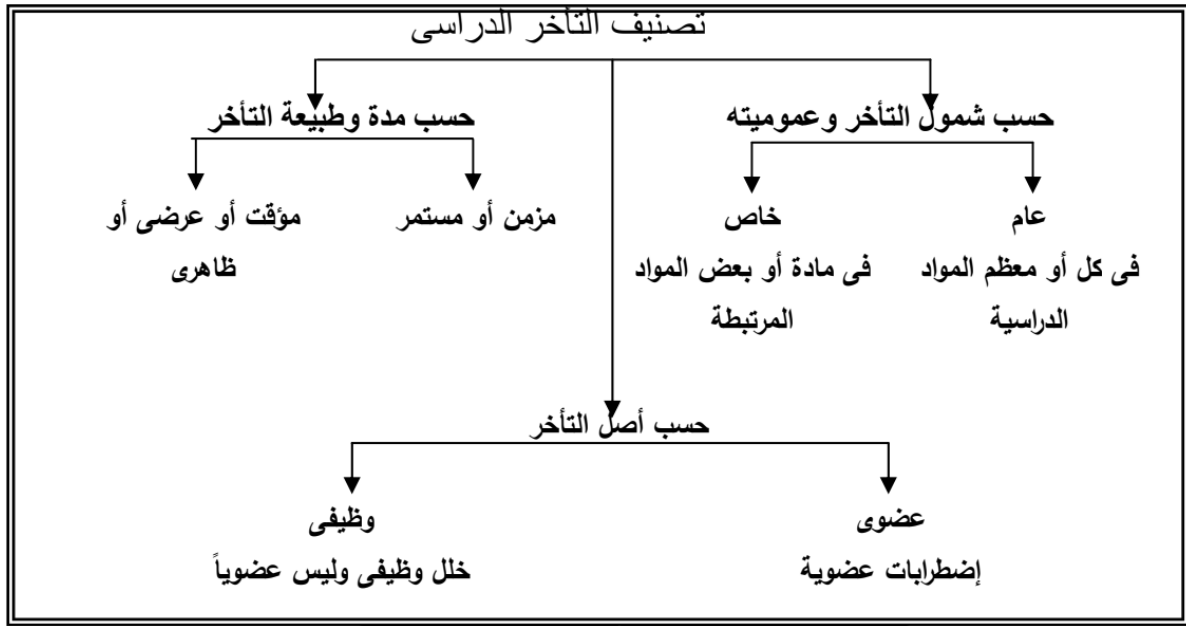 تصنيف التأخر الدراسى
حسب شمول التأخر وعموميته
حسب مدة وطبيعة التأخر
عام
خاص
مزمن أو مستمر
مؤقت أو عرضى أو
فى كل أو معظم المواد
فى مادة أو بعض المواد
ظاهرى
الدراسية
المرتبطة
حسب أصل التأخر
عضوى
وظيفى
إضطرابات عضوية
خلل وظيفى وليس عضوياً